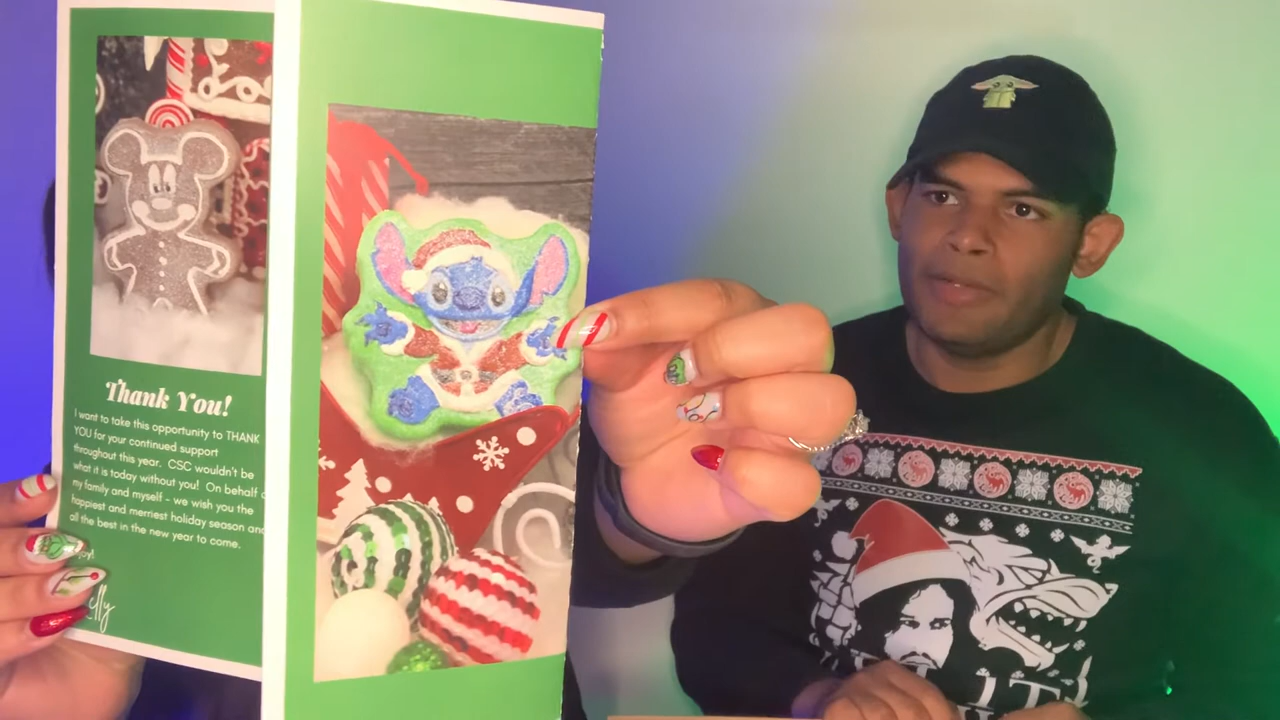 Thank You!
I want to take this opportunity to THANK
YOU for your continued support
throughout this year. CSC wouldn't be
what it is today without you! On behalf
my family and myself - we wish you the
happiest and merriest holiday season and
all the best in the new year to come.